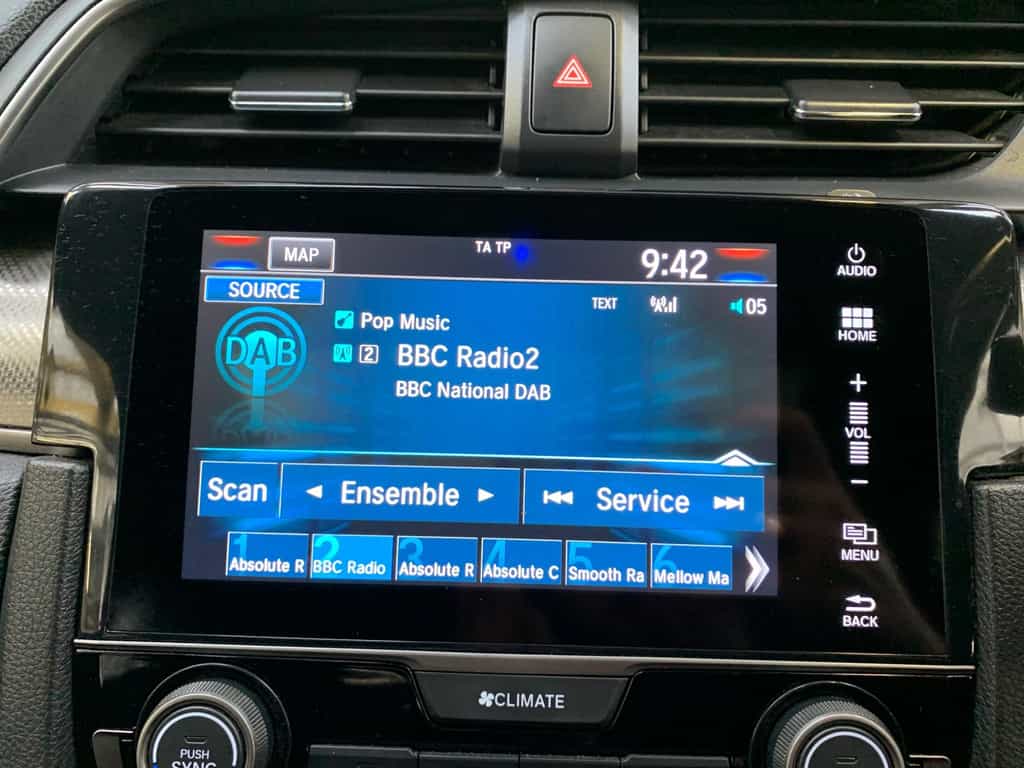 MAP
TA TP
9:42
AUDIO
SOURCE
TEXT
05
DAB
Pop Music
2 BBC Radio2
BBC National DAB
HOME
+
VOL
−
Scan
Ensemble
Service
MENU
1 Absolute R
2 BBC Radio
3 Absolute R
4 Absolute C
5 Smooth Ra
6 Mellow Ma
BACK
CLIMATE
PUSH
SYNC